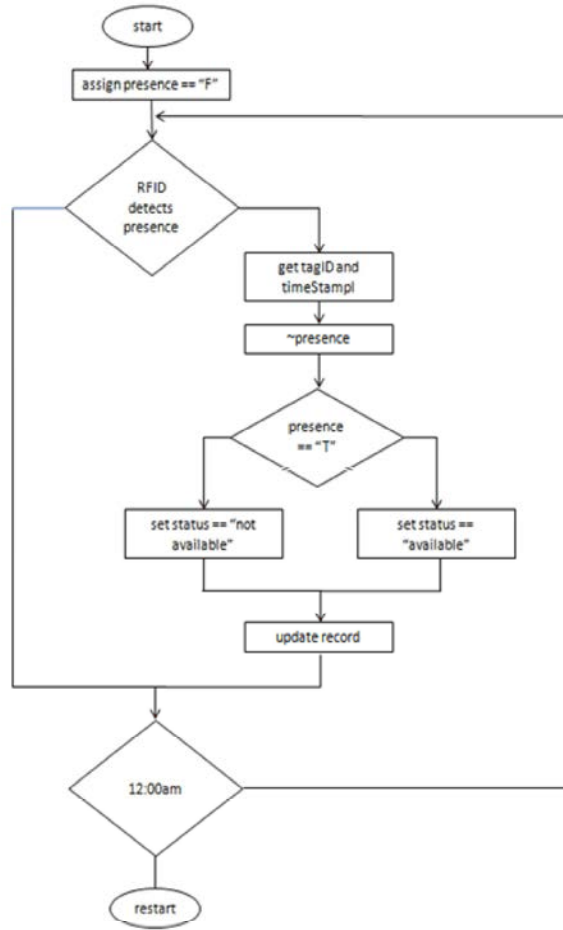 start
assign presence == "F"
RFID
detects
presence
get tagID and
timeStampI
~presence
presence
== "T"
set status == "not
available"
set status ==
"available"
update record
12:00am
restart